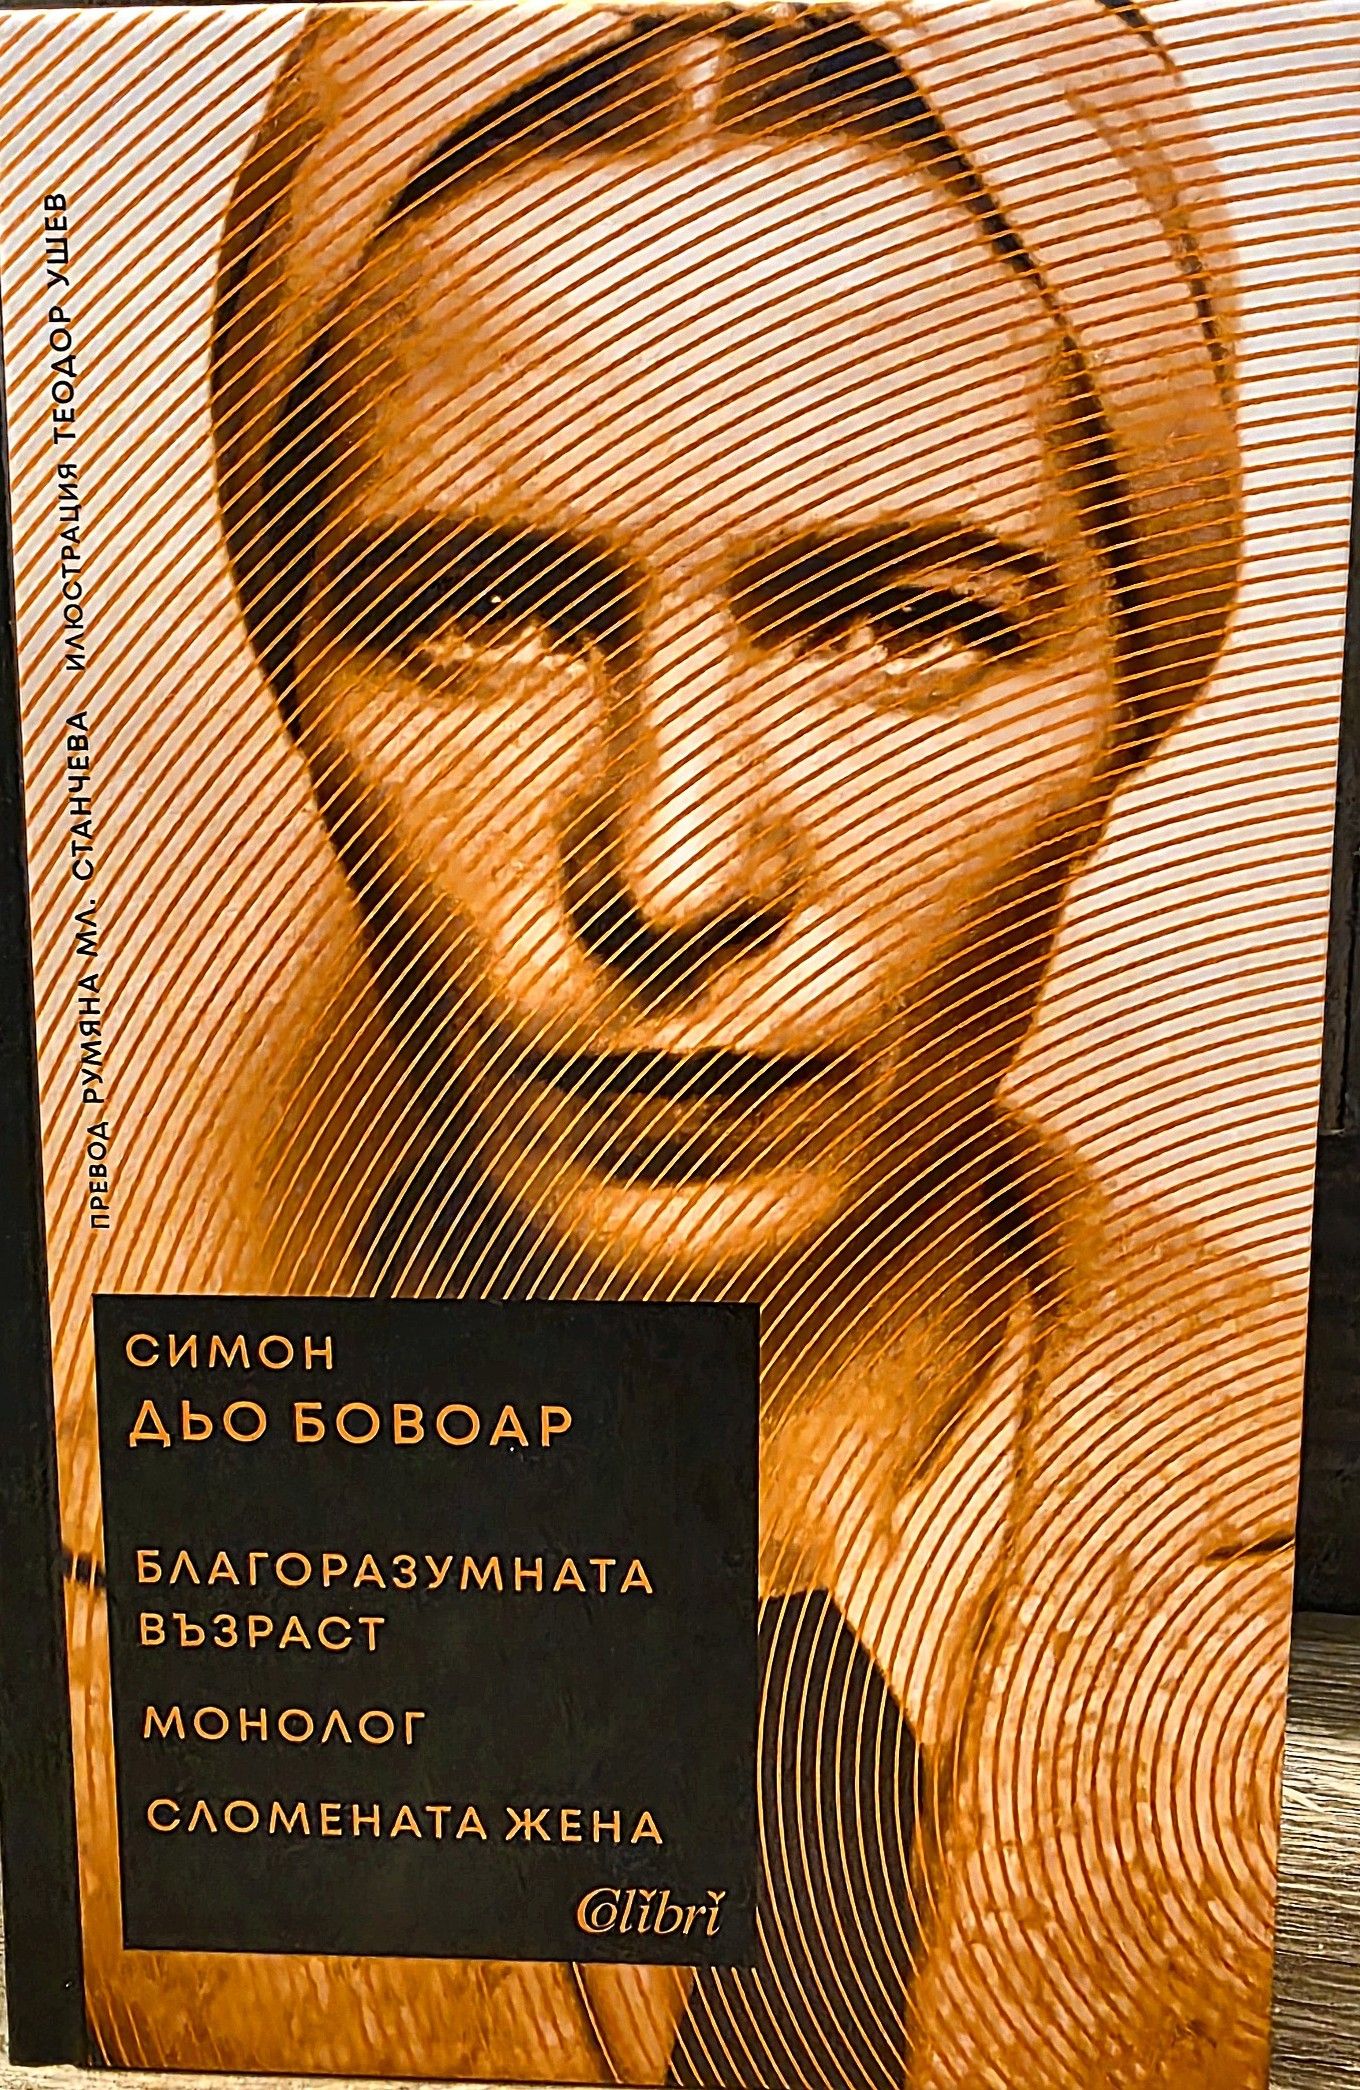 ПРЕВОД РУМЯНА МЛ. СТАНЧЕВА ИЛЮСТРАЦИЯ ТЕОДОР УШЕВ
СИМОН
ДЬО БОВОАР
БЛАГОРАЗУМНАТА
ВЪЗРАСТ
МОНОЛОГ
СЛОМЕНАТА ЖЕНА
Colibri